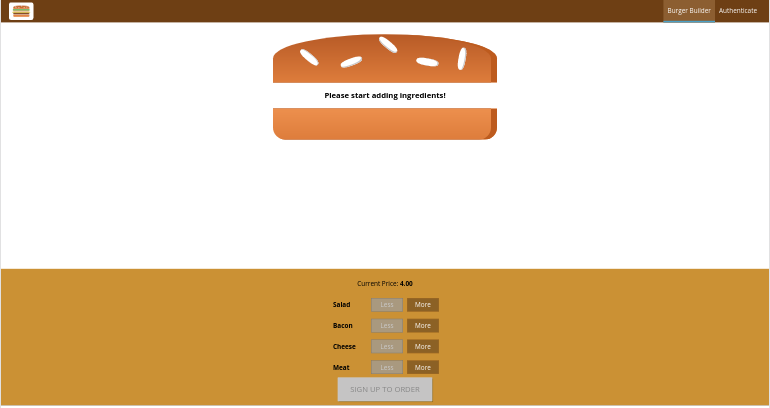 Burger Builder Authenticate
Please start adding ingredients!
Current Price: 4.00
Salad Less More
Bacon Less More
Cheese Less More
Meat Less More
SIGN UP TO ORDER